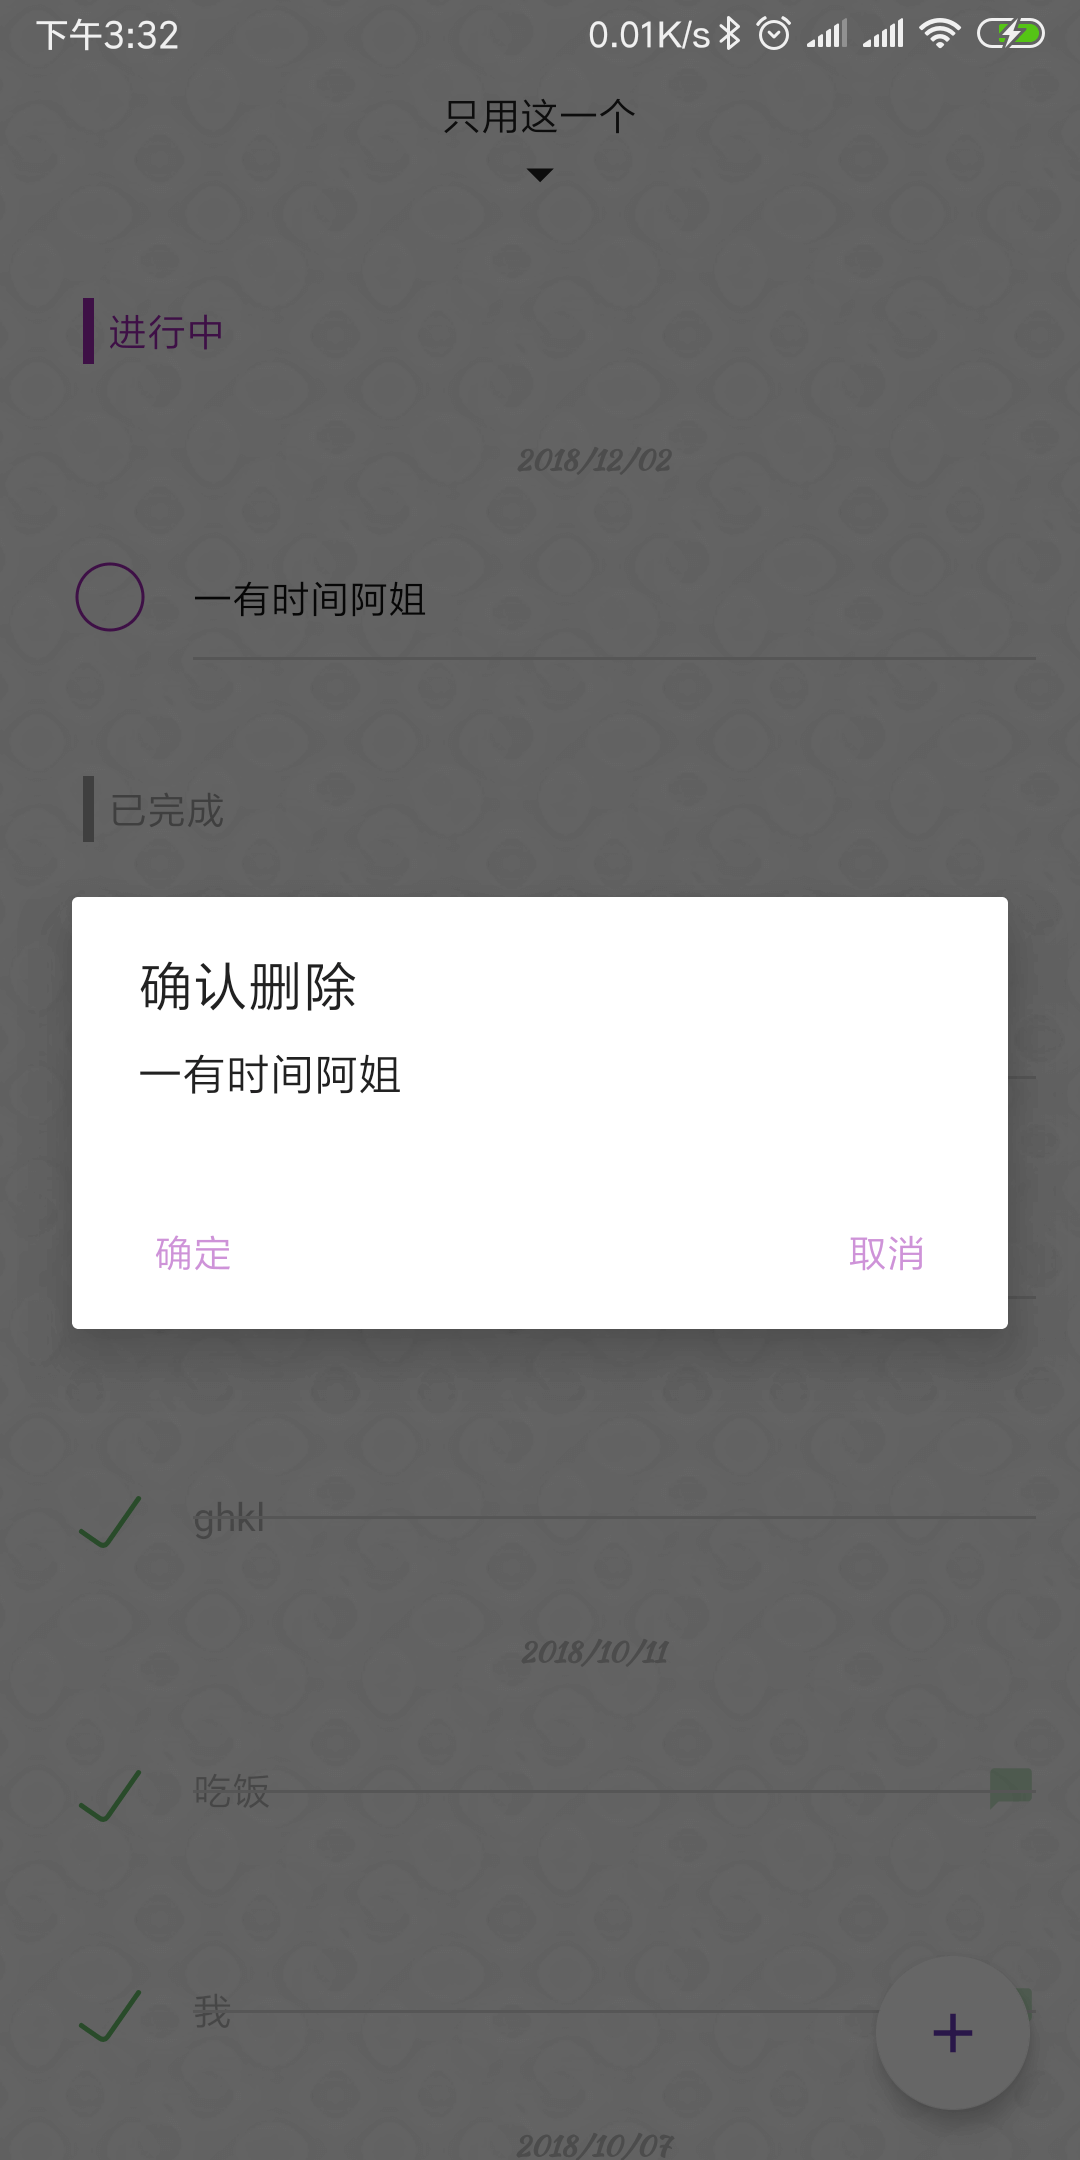 下午3:32 0.01K/s
只用这一个
进行中
2018/12/02
一有时间阿姐
已完成
确认删除
一有时间阿姐
确定 取消
ghkl
2018/10/11
吃饭
我
2018/10/07